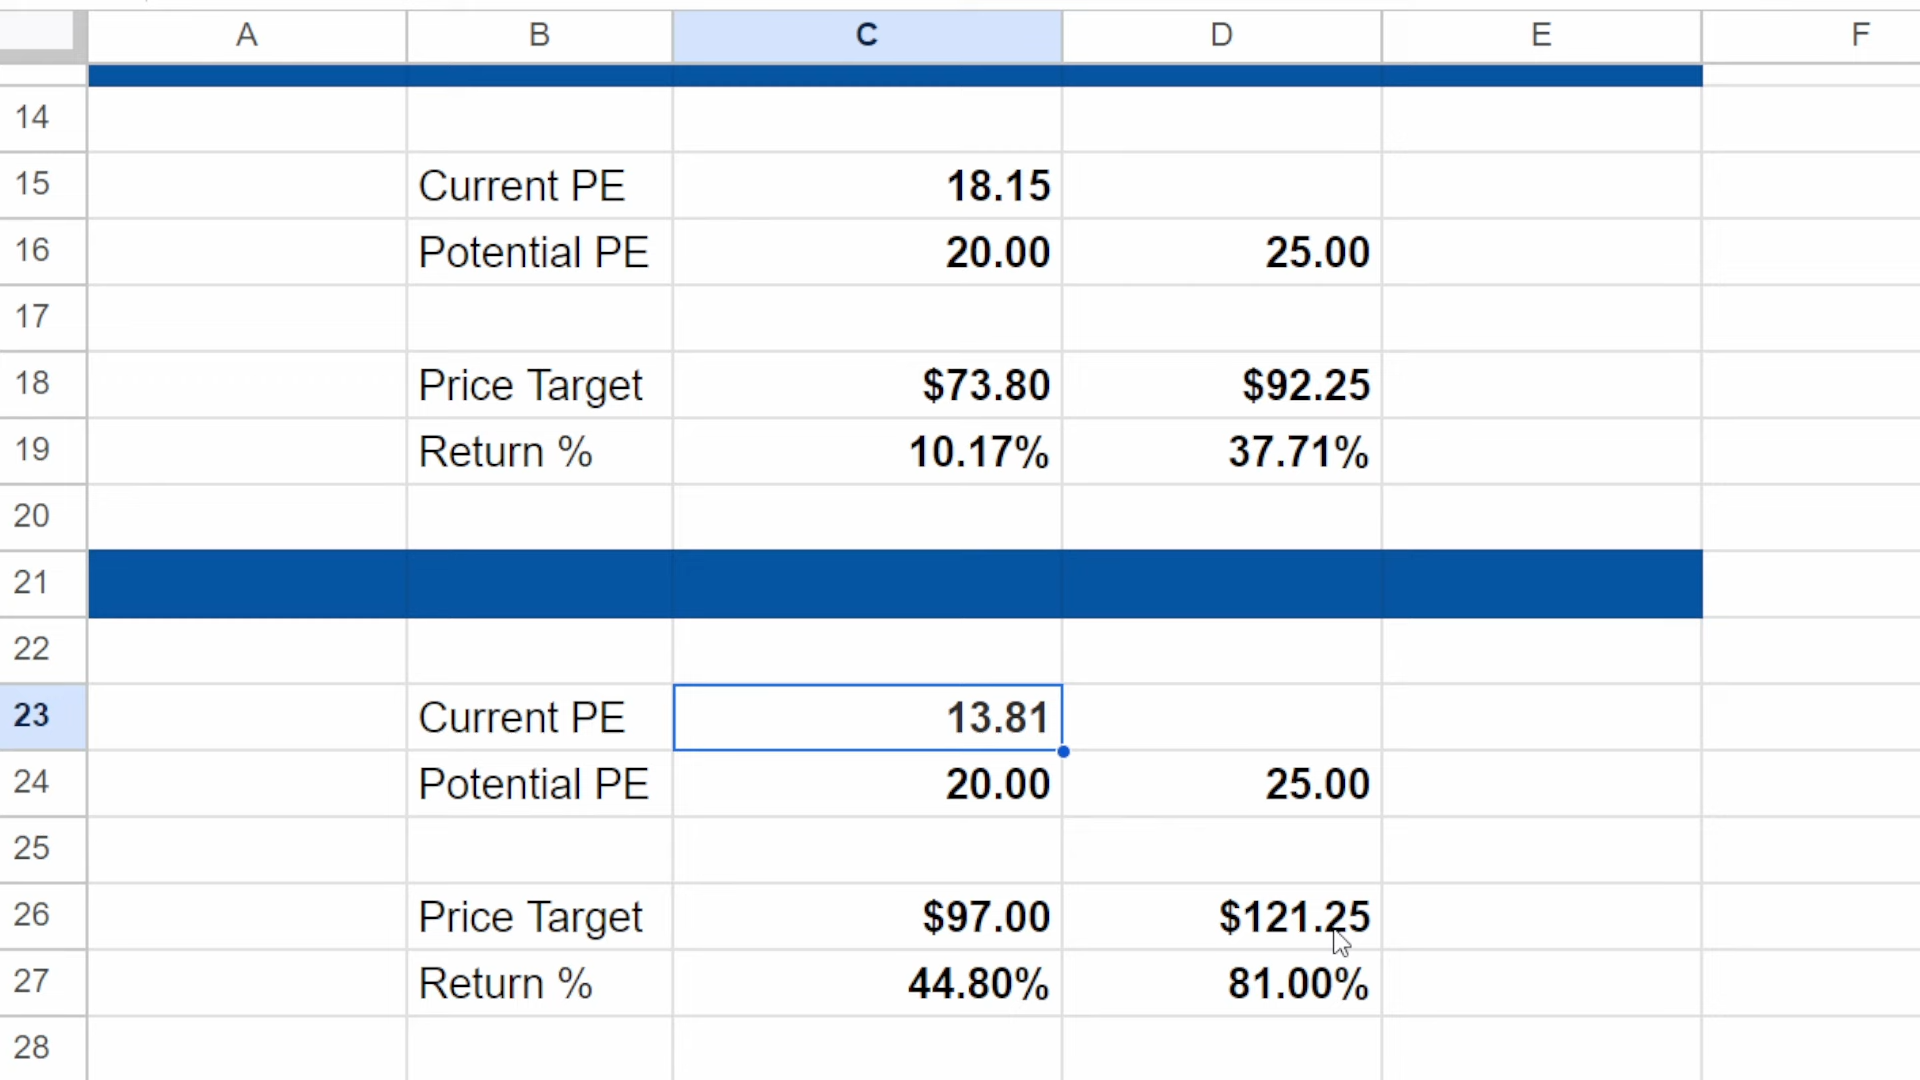 A B C D E F
14
15 Current PE 18.15
16 Potential PE 20.00 25.00
17
18 Price Target $73.80 $92.25
19 Return % 10.17% 37.71%
20
21
22
23 Current PE 13.81
24 Potential PE 20.00 25.00
25
26 Price Target $97.00 $121.25
27 Return % 44.80% 81.00%
28